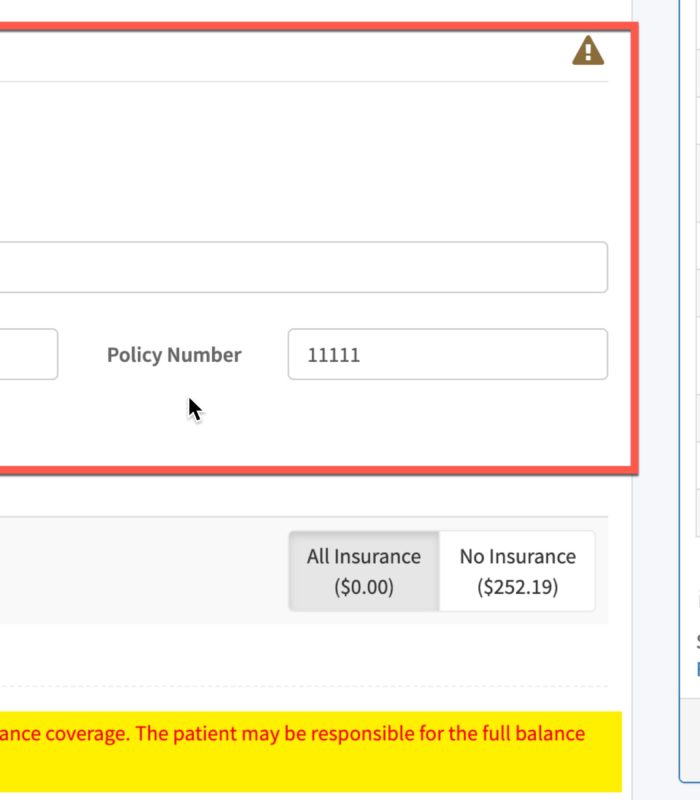 Policy Number
11111
All Insurance
($0.00)
No Insurance
($252.19)
ance coverage. The patient may be responsible for the full balance